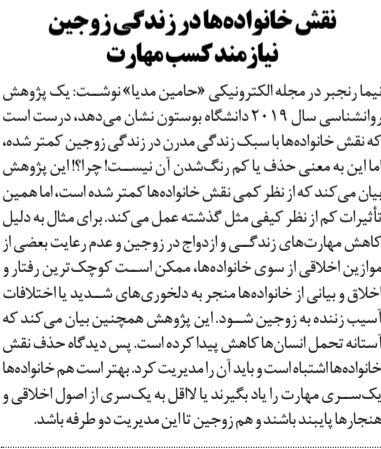 نقش خانواده‌ها در زندگی زوجین
نیازمند کسب مهارت
نیما رنجبر در مجله الکترونیکی «حامین مدیا» نوشت: یک پژوهش
روانشناسی سال ۲۰۱۹ دانشگاه بوستون نشان می‌دهد، درست است
که نقش خانواده‌ها با سبک زندگی مدرن در زندگی زوجین کمتر شده،
اما این به معنی حذف یا کم رنگ‌شدن آن نیست! چرا؟! این پژوهش
بیان می‌کند که از نظر کمی نقش خانواده‌ها کمتر شده است، اما همین
تأثیرات کم از نظر کیفی مثل گذشته عمل می‌کند. برای مثال به دلیل
کاهش مهارت‌های زندگی و ازدواج در زوجین و عدم رعایت بعضی از
موازین اخلاقی از سوی خانواده‌ها، ممکن است کوچک‌ترین رفتار و
اخلاق و بیانی از خانواده‌ها منجر به دلخوری‌های شدید یا اختلافات
آسیب زننده به زوجین شود. این پژوهش همچنین بیان می‌کند که
آستانه تحمل انسان‌ها کاهش پیدا کرده است. پس دیدگاه حذف نقش
خانواده‌ها اشتباه است و باید آن را مدیریت کرد. بهتر است هم خانواده‌ها
یک‌سری مهارت را یاد بگیرند یا لااقل به یک‌سری از اصول اخلاقی و
هنجارها پایبند باشند و هم زوجین تا این مدیریت دو طرفه باشد.